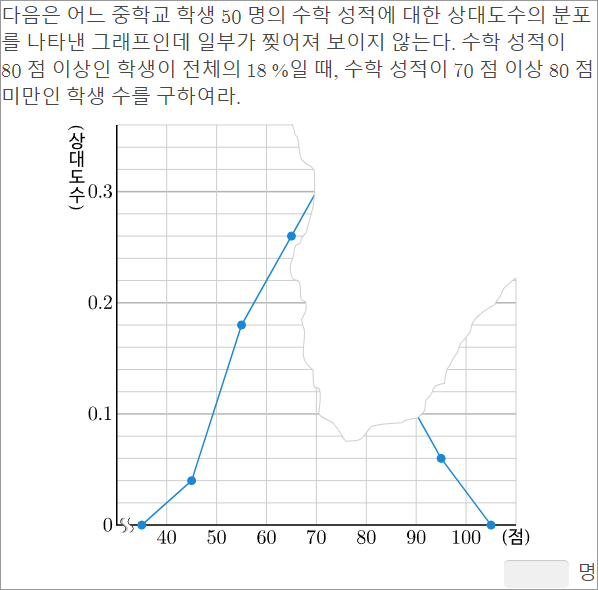 다음은 어느 중학교 학생 50 명의 수학 성적에 대한 상대도수의 분포
를 나타낸 그래프인데 일부가 찢어져 보이지 않는다. 수학 성적이
80 점 이상인 학생이 전체의 18 %일 때, 수학 성적이 70 점 이상 80 점
미만인 학생 수를 구하여라.
(상대도수)
0.3
0.2
0.1
0
40 50 60 70 80 90 100 (점)
명